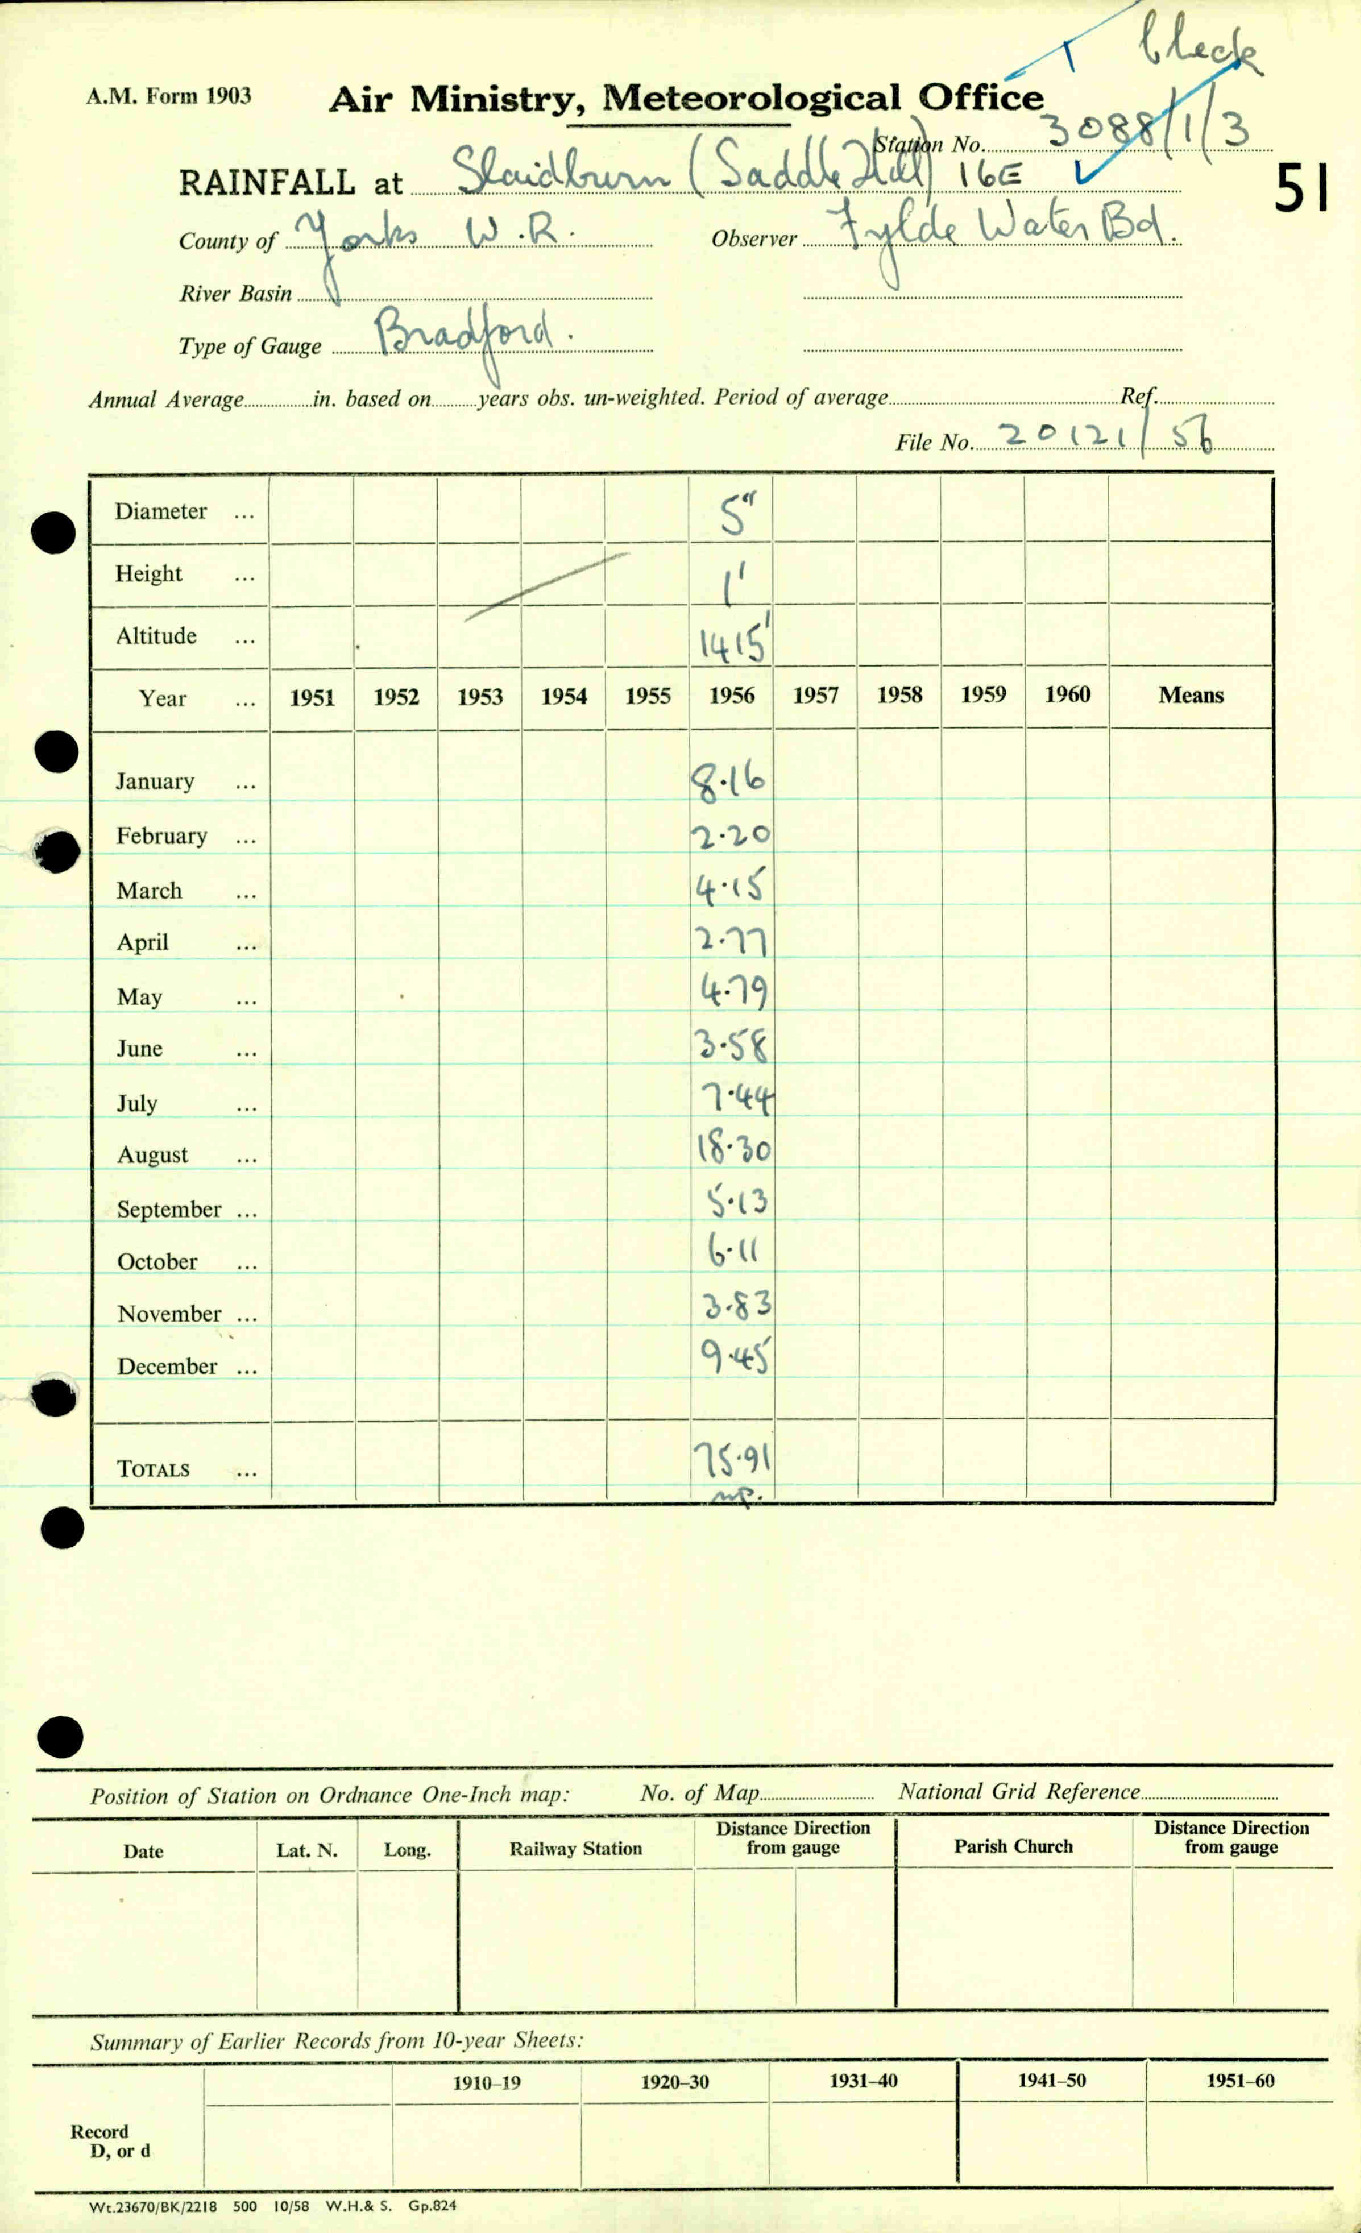 check
A.M. Form 1903
Air Ministry, Meteorological Office
Station No. 3088/1/3
RAINFALL at Slaidburn (Saddle Hill) 16E
51
County of Yorks W.R. Observer Fylde Water Bd.
River Basin
Type of Gauge Bradford.
Annual Average in. based on years obs. un-weighted. Period of average Ref.
File No. 20121/56
Diameter ... 5"
Height ... 1'
Altitude ... 1415'
Year ... 1951 1952 1953 1954 1955 1956 1957 1958 1959 1960 Means
January ... 8.16
February ... 2.20
March ... 4.15
April ... 2.77
May ... 4.79
June ... 3.58
July ... 7.44
August ... 18.30
September ... 5.13
October ... 6.11
November ... 3.83
December ... 9.45
TOTALS ... 75.91
Position of Station on Ordnance One-Inch map: No. of Map National Grid Reference
Date Lat. N. Long. Railway Station Distance Direction from gauge Parish Church Distance Direction from gauge
Summary of Earlier Records from 10-year Sheets:
1910-19 1920-30 1931-40 1941-50 1951-60
Record
D, or d
Wt.23670/BK/2218 500 10/58 W.H.& S. Gp.824